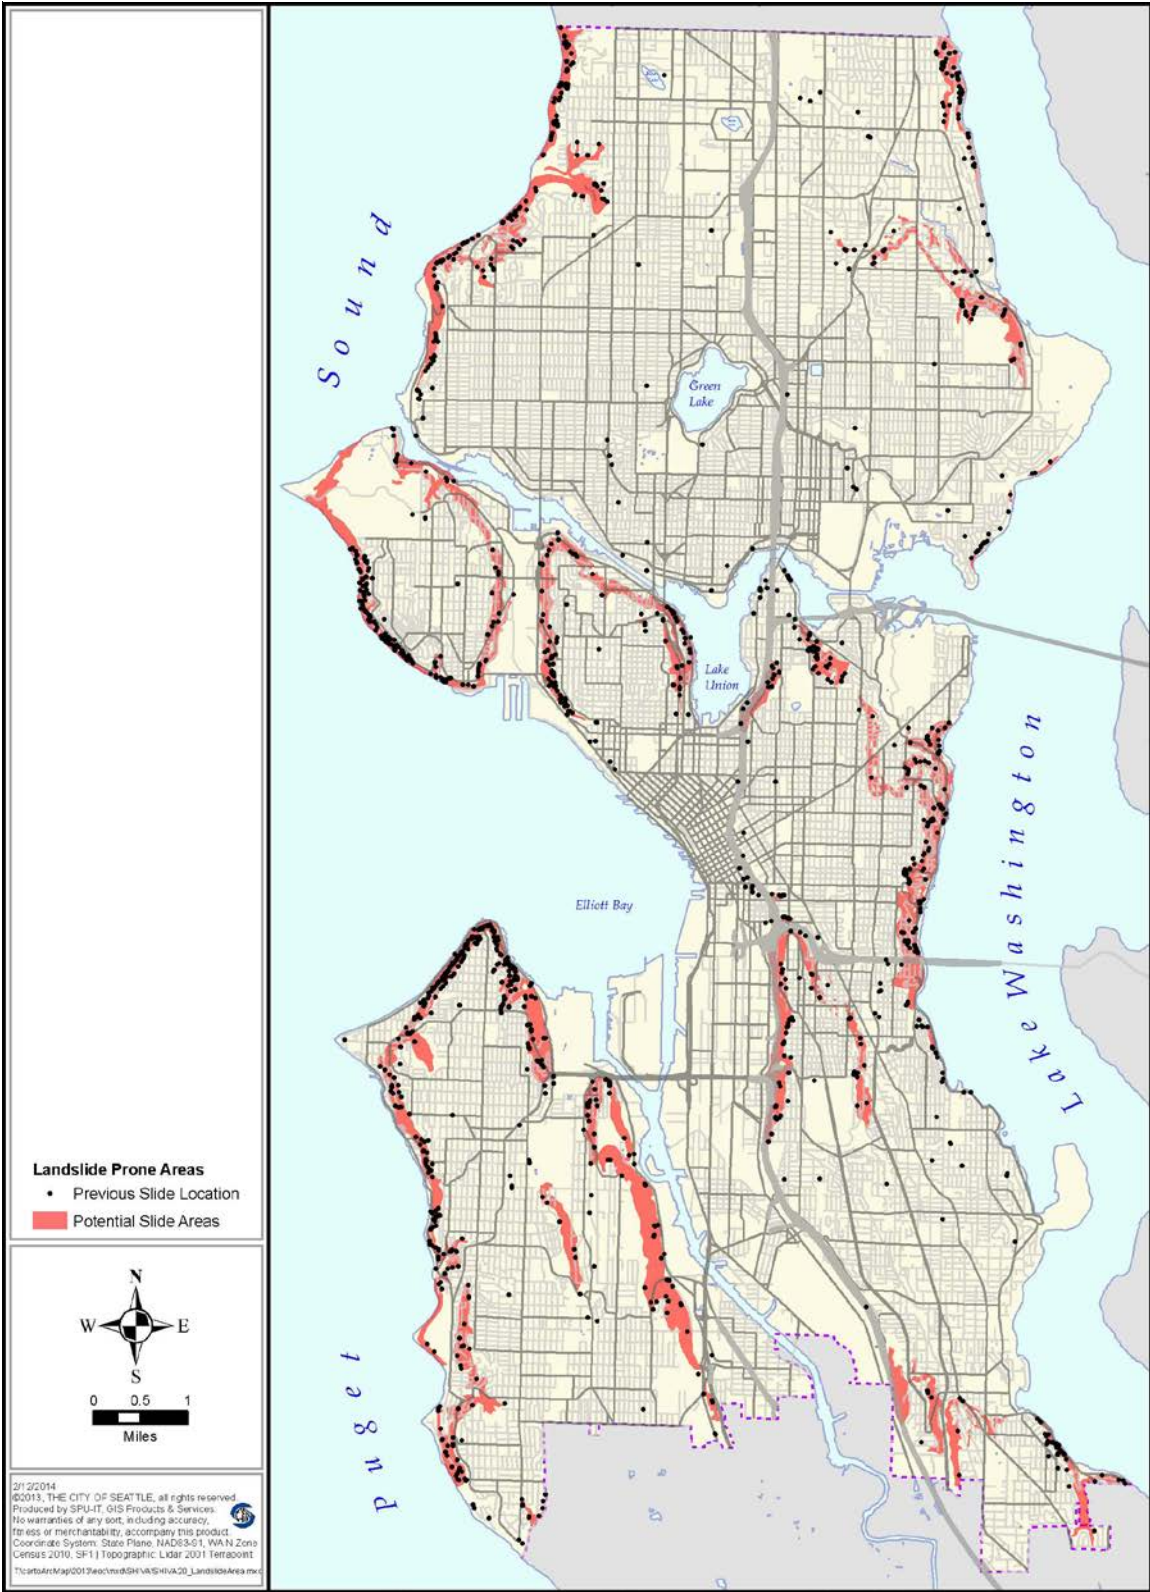 Sound
Green
Lake
Lake
Union
Lake Washington
Elliott Bay
Puget
Landslide Prone Areas
Previous Slide Location
Potential Slide Areas
N
W E
S
0 0.5 1
Miles
2/12/2014
©2013, THE CITY OF SEATTLE, all rights reserved.
Produced by SPU-IT, GIS Products & Services.
No warranties of any sort, including accuracy,
fitness or merchantability, accompany this product.
Coordinate System: State Plane, NAD83-91, WA N Zone
Census 2010, SF1 | Topographic: Lidar 2001 Terrapoint